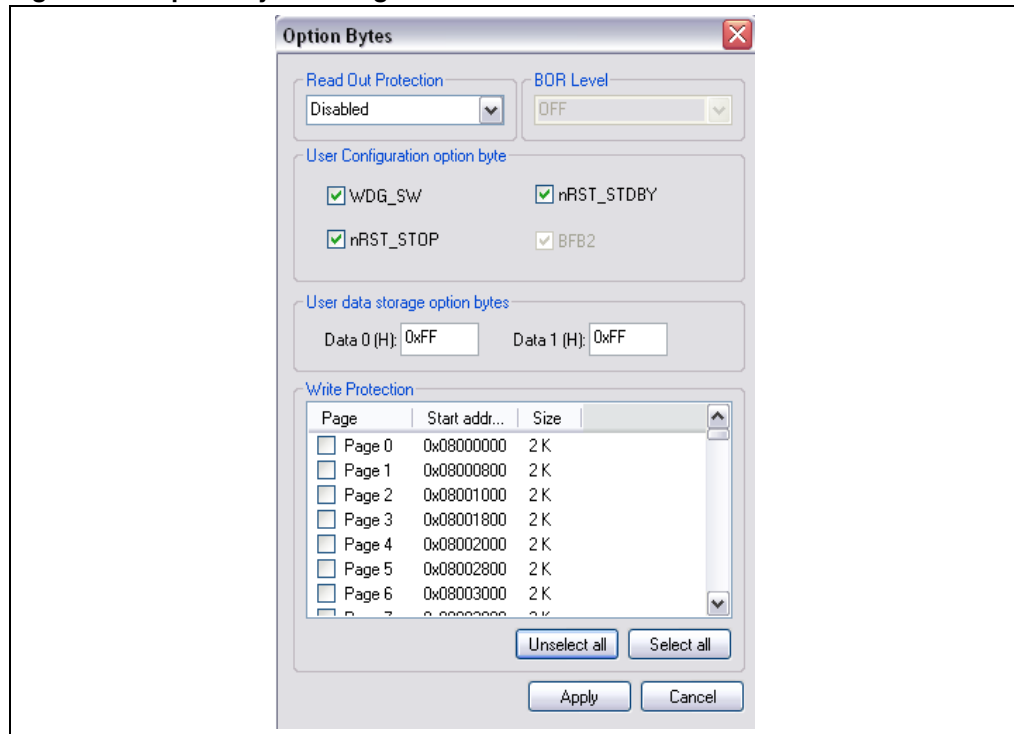 Option Bytes
Read Out Protection
BOR Level
Disabled
OFF
User Configuration option byte
WDG_SW
nRST_STDBY
nRST_STOP
BFB2
User data storage option bytes
Data 0 (H): 0xFF
Data 1 (H): 0xFF
Write Protection
Page Start addr... Size
Page 0 0x08000000 2 K
Page 1 0x08000800 2 K
Page 2 0x08001000 2 K
Page 3 0x08001800 2 K
Page 4 0x08002000 2 K
Page 5 0x08002800 2 K
Page 6 0x08003000 2 K
Unselect all Select all
Apply Cancel